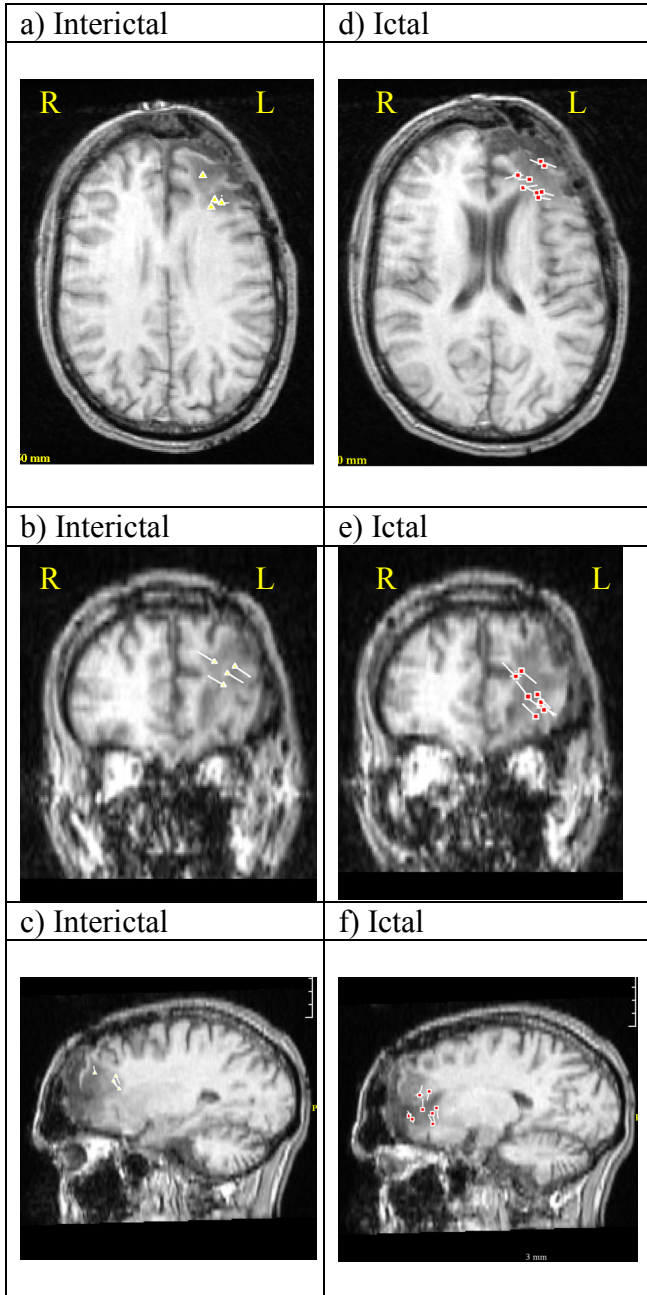 a) Interictal
d) Ictal
R L
R L
0 mm
0 mm
b) Interictal
e) Ictal
R L
R L
c) Interictal
f) Ictal
P
3 mm